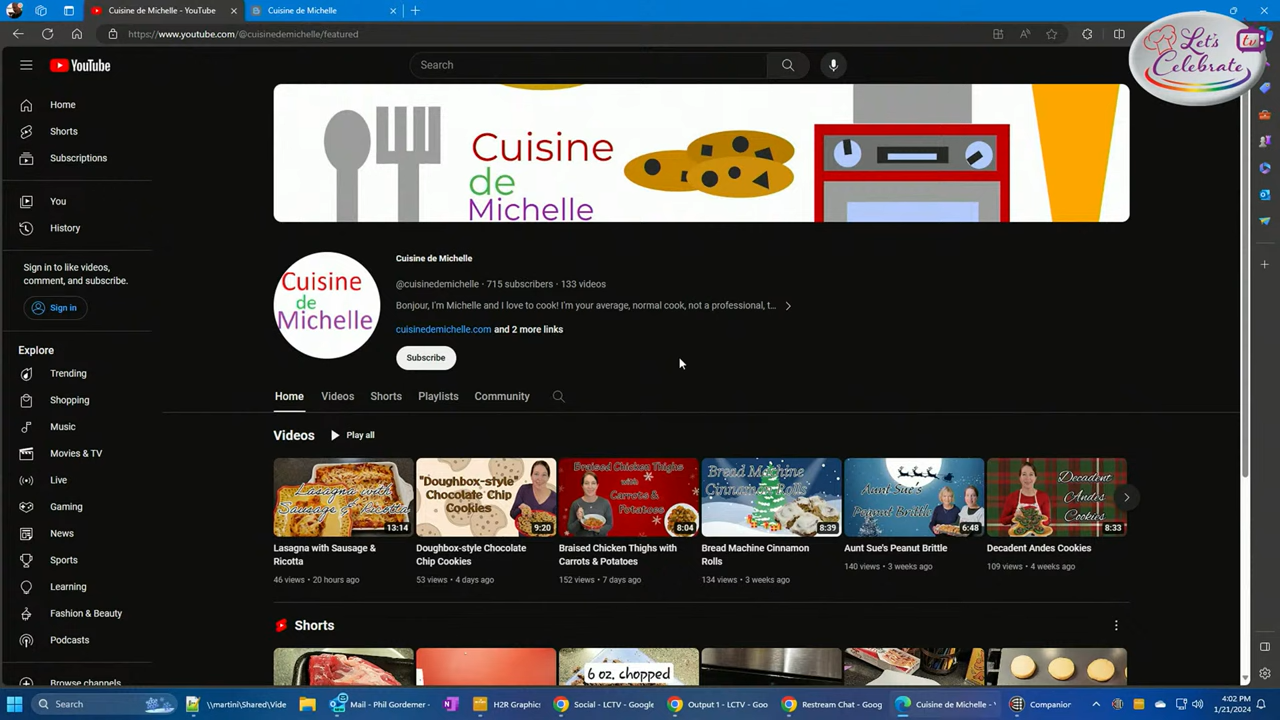 Cuisine de Michelle - YouTube
Cuisine de Michelle
https://www.youtube.com/@cuisinedemichelle/featured
Let's
Celebrate
tv
YouTube
Search
Home
Shorts
Subscriptions
You
History
Sign in to like videos,
comment, and subscribe.
Sign in
Explore
Trending
Shopping
Music
Movies & TV
Live
Gaming
News
Sports
Learning
Fashion & Beauty
Podcasts
Browse channels
Cuisine
de
Michelle
Cuisine
de
Michelle
Cuisine de Michelle
@cuisinedemichelle · 715 subscribers · 133 videos
Bonjour, I'm Michelle and I love to cook! I'm your average, normal cook, not a professional, t...
cuisinedemichelle.com and 2 more links
Subscribe
Home Videos Shorts Playlists Community
Videos Play all
Lasagna with
Sausage & Ricotta
13:14
Lasagna with Sausage &
Ricotta
46 views • 20 hours ago
"Doughbox-style"
Chocolate Chip
Cookies
9:20
Doughbox-style Chocolate
Chip Cookies
53 views • 4 days ago
Braised Chicken Thighs
with
Carrots &
Potatoes
8:04
Braised Chicken Thighs with
Carrots & Potatoes
152 views • 7 days ago
Bread Machine
Cinnamon Rolls
8:39
Bread Machine Cinnamon
Rolls
134 views • 3 weeks ago
Aunt Sue's
Peanut Brittle
6:48
Aunt Sue's Peanut Brittle
140 views • 3 weeks ago
Decadent
Andes
Cookies
8:33
Decadent Andes Cookies
109 views • 4 weeks ago
Shorts
6 oz. chopped
Search
\\martini\Shared\Vide
Mail - Phil Gordemer -
H2R Graphics
Social - LCTV - Google
Output 1 - LCTV - Goo
Restream Chat - Goog
Cuisine de Michelle -
Companion
4:02 PM
1/21/2024